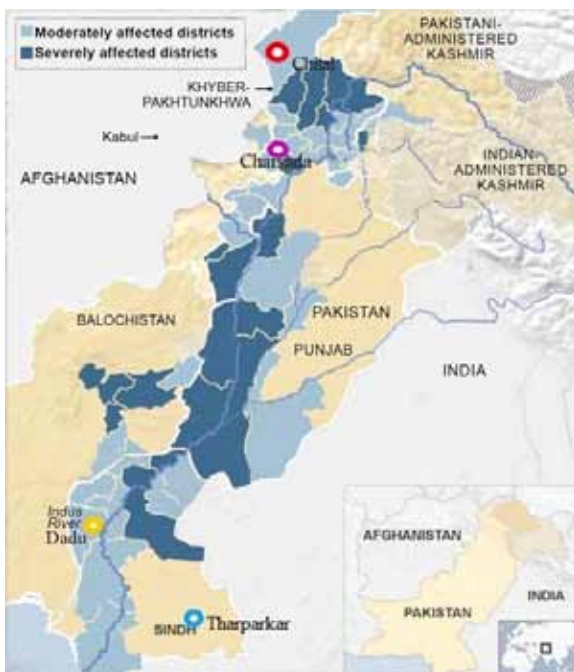 Moderately affected districts
Severely affected districts
PAKISTANI-
ADMINISTERED
KASHMIR
Chitral
KHYBER-
PAKHTUNKHWA
Kabul
Charsada
AFGHANISTAN
INDIAN-
ADMINISTERED
KASHMIR
BALOCHISTAN
PAKISTAN
PUNJAB
INDIA
Indus
River
Dadu
SINDH
Tharparkar
AFGHANISTAN
PAKISTAN
INDIA